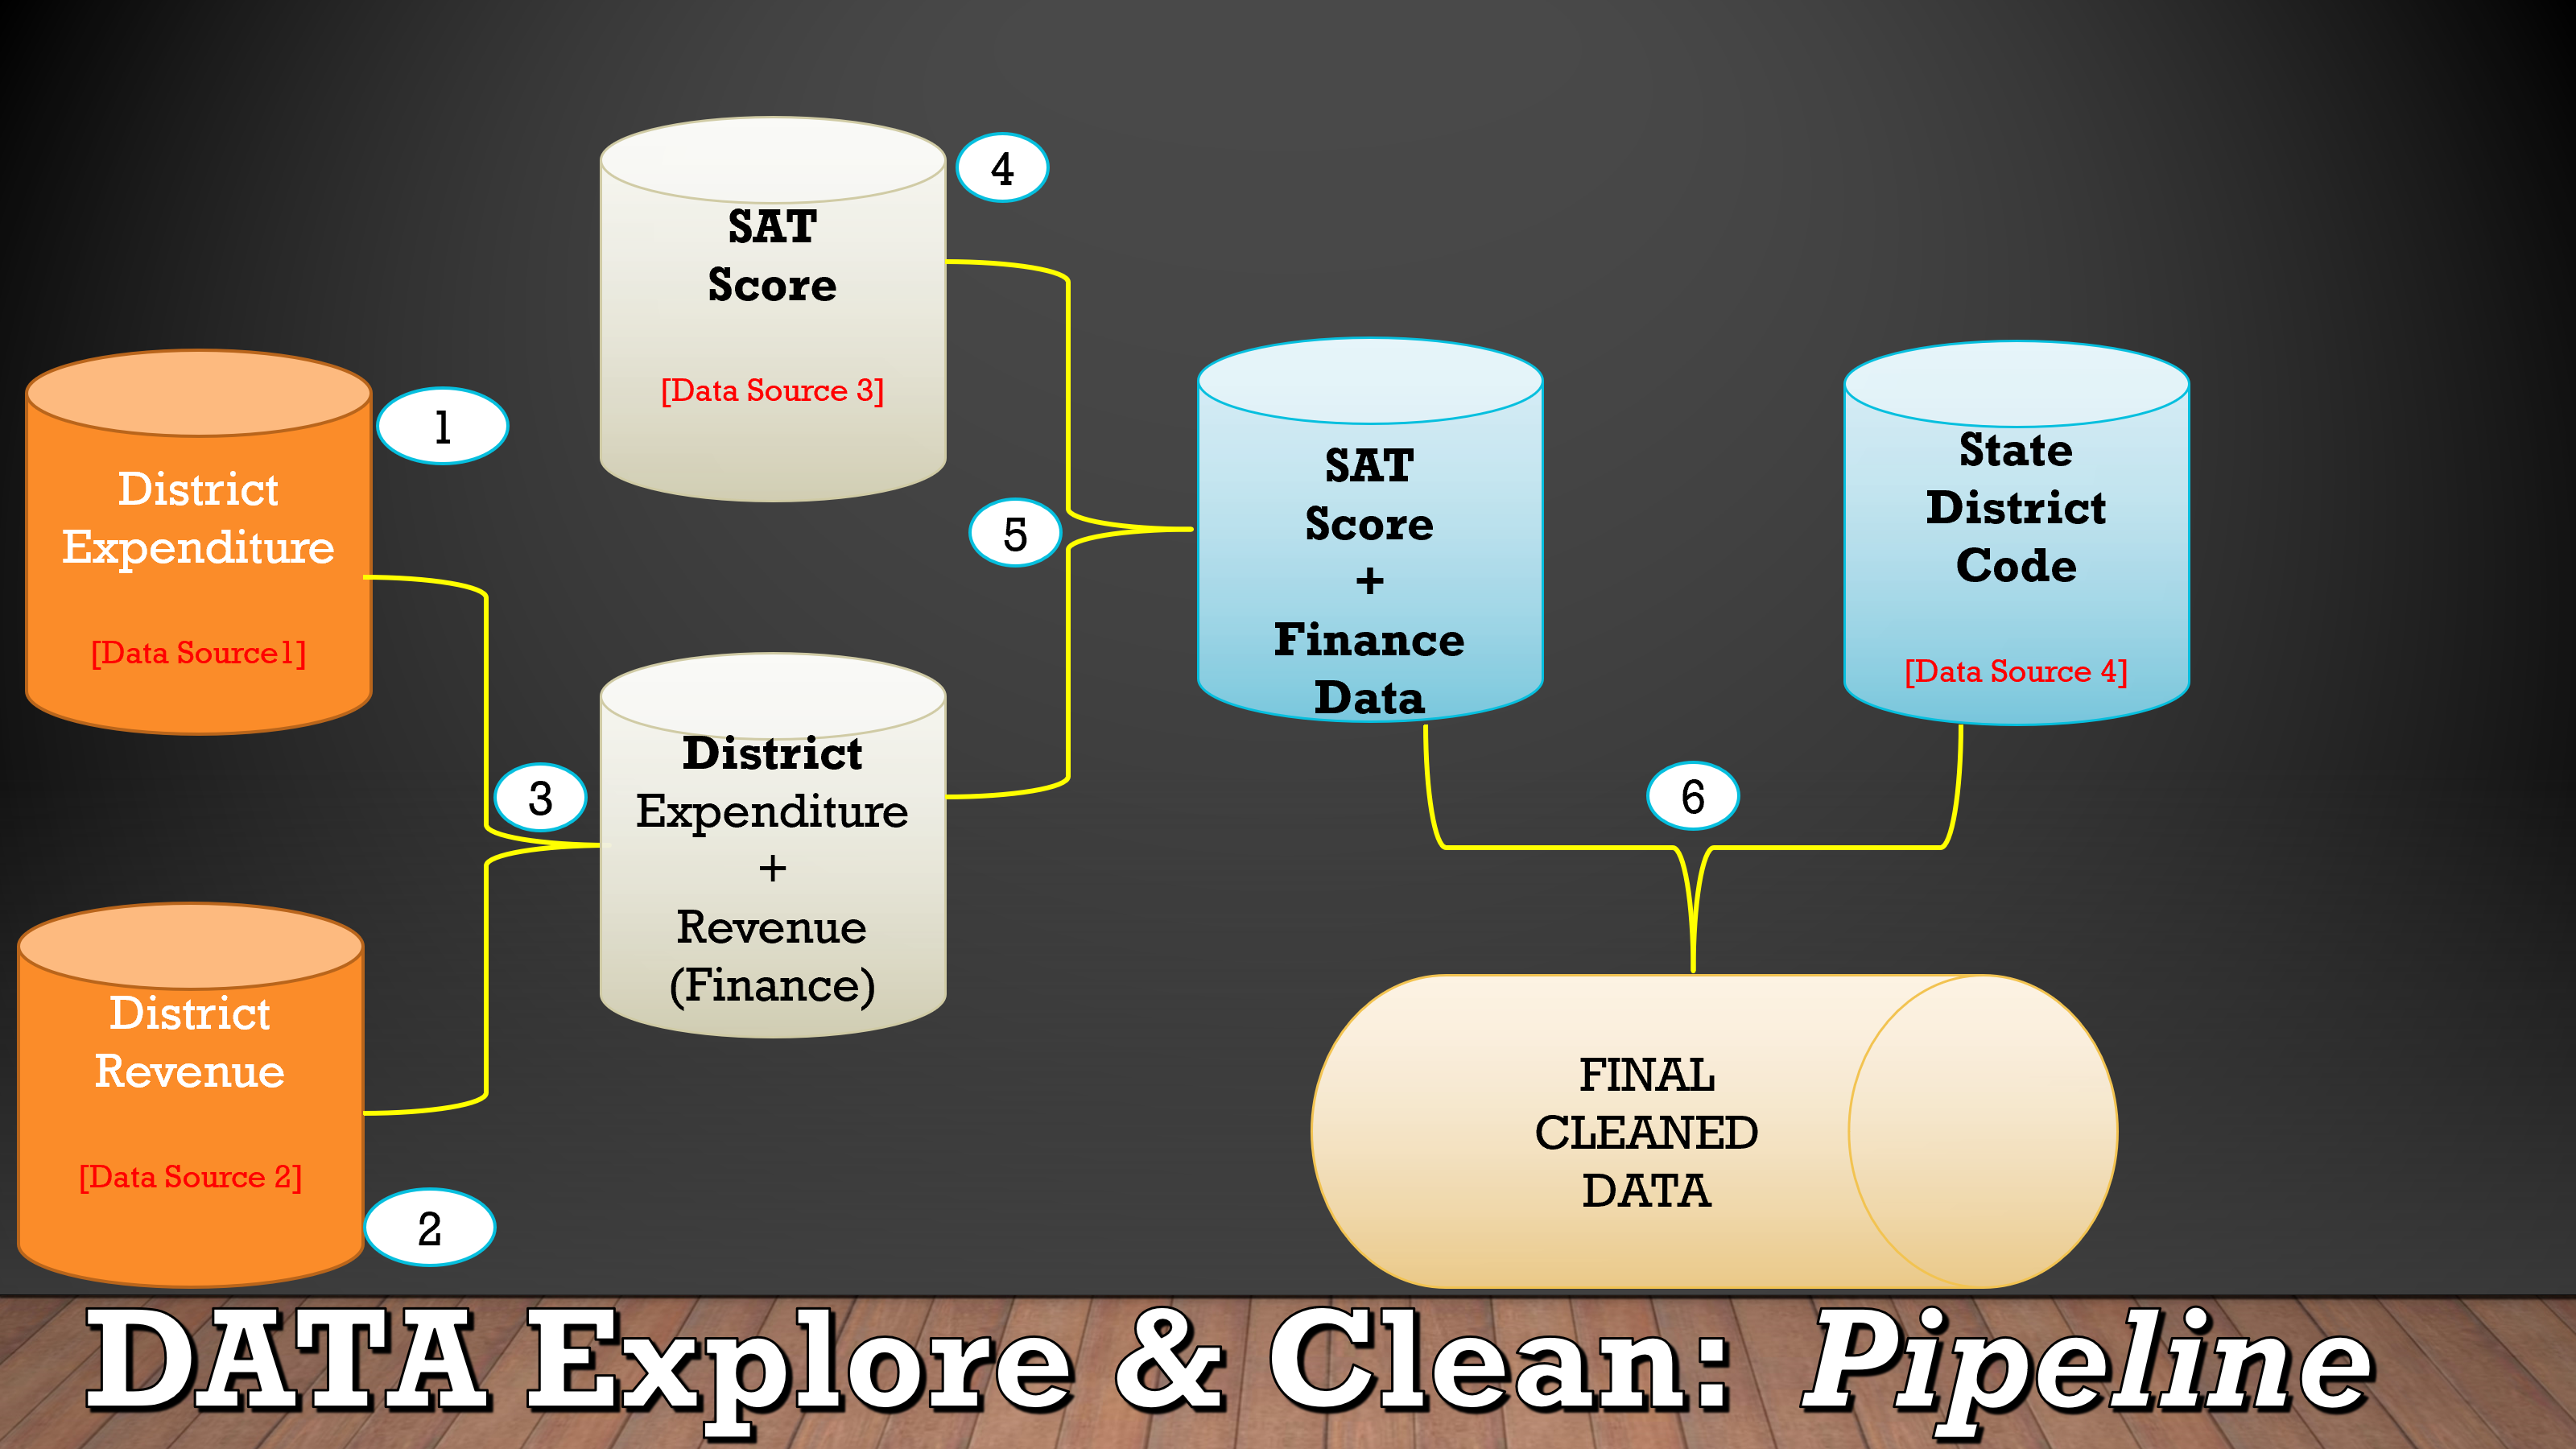 SAT
Score
[Data Source 3]
4
District
Expenditure
[Data Source1]
1
District
Revenue
[Data Source 2]
2
3
District
Expenditure
+
Revenue
(Finance)
5
SAT
Score
+
Finance
Data
State
District
Code
[Data Source 4]
6
FINAL
CLEANED
DATA
DATA Explore & Clean: Pipeline